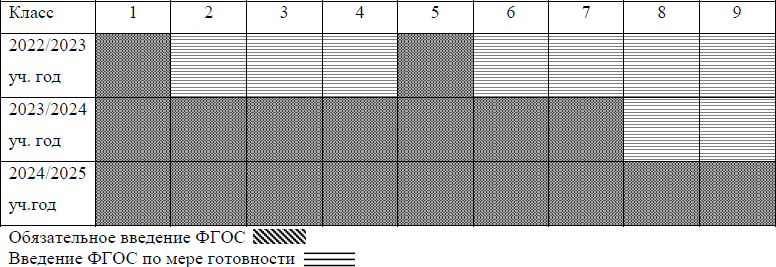 Класс 1 2 3 4 5 6 7 8 9
2022/2023
уч. год
2023/2024
уч. год
2024/2025
уч.год
Обязательное введение ФГОС
Введение ФГОС по мере готовности